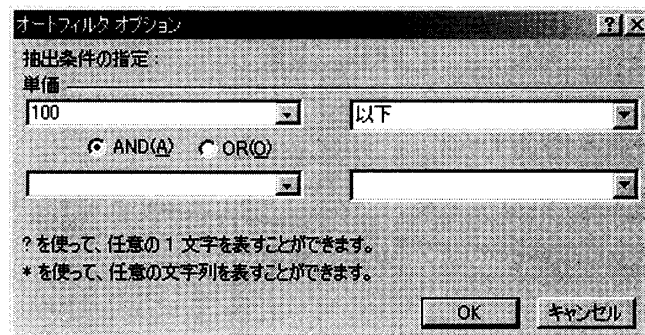 オートフィルタ オプション
抽出条件の指定:
単価
100 以下
AND(A) OR(O)
? を使って、任意の 1 文字を表すことができます。
* を使って、任意の文字列を表すことができます。
OK キャンセル